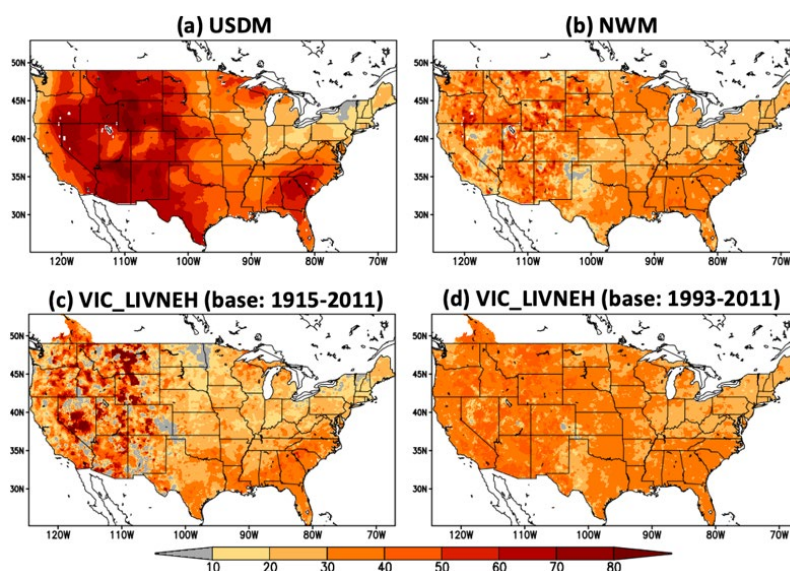 (a) USDM
(b) NWM
50N
45N
40N
35N
30N
120W 110W 100W 90W 80W 70W
50N
45N
40N
35N
30N
120W 110W 100W 90W 80W 70W
(c) VIC_LIVNEH (base: 1915-2011)
(d) VIC_LIVNEH (base: 1993-2011)
50N
45N
40N
35N
30N
120W 110W 100W 90W 80W 70W
50N
45N
40N
35N
30N
120W 110W 100W 90W 80W 70W
10 20 30 40 50 60 70 80